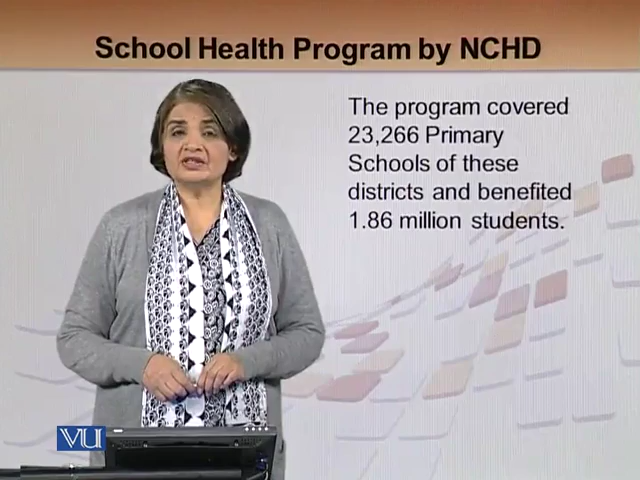 School Health Program by NCHD
The program covered
23,266 Primary
Schools of these
districts and benefited
1.86 million students.
VU